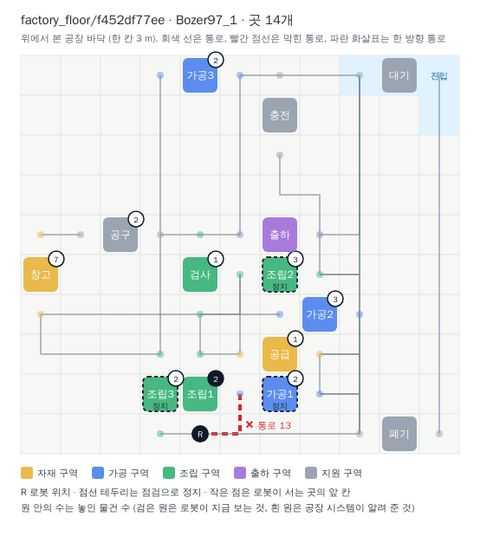 factory_floor/f452df77ee · Bozer97_1 · 곳 14개
위에서 본 공장 바닥 (한 칸 3 m). 회색 선은 통로, 빨간 점선은 막힌 통로, 파란 화살표는 한 방향 통로
가공3 2
대기
진입
충전
공구 2
출하
창고 7
검사 1
조립2 3
정지
가공2 3
공급 1
조립3 2
정지
조립1 2
가공1 2
정지
R
× 통로 13
폐기
자재 구역 가공 구역 조립 구역 출하 구역 지원 구역
R 로봇 위치 · 점선 테두리는 점검으로 정지 · 작은 점은 로봇이 서는 곳의 앞 칸
원 안의 수는 놓인 물건 수 (검은 원은 로봇이 지금 보는 것, 흰 원은 공장 시스템이 알려 준 것)